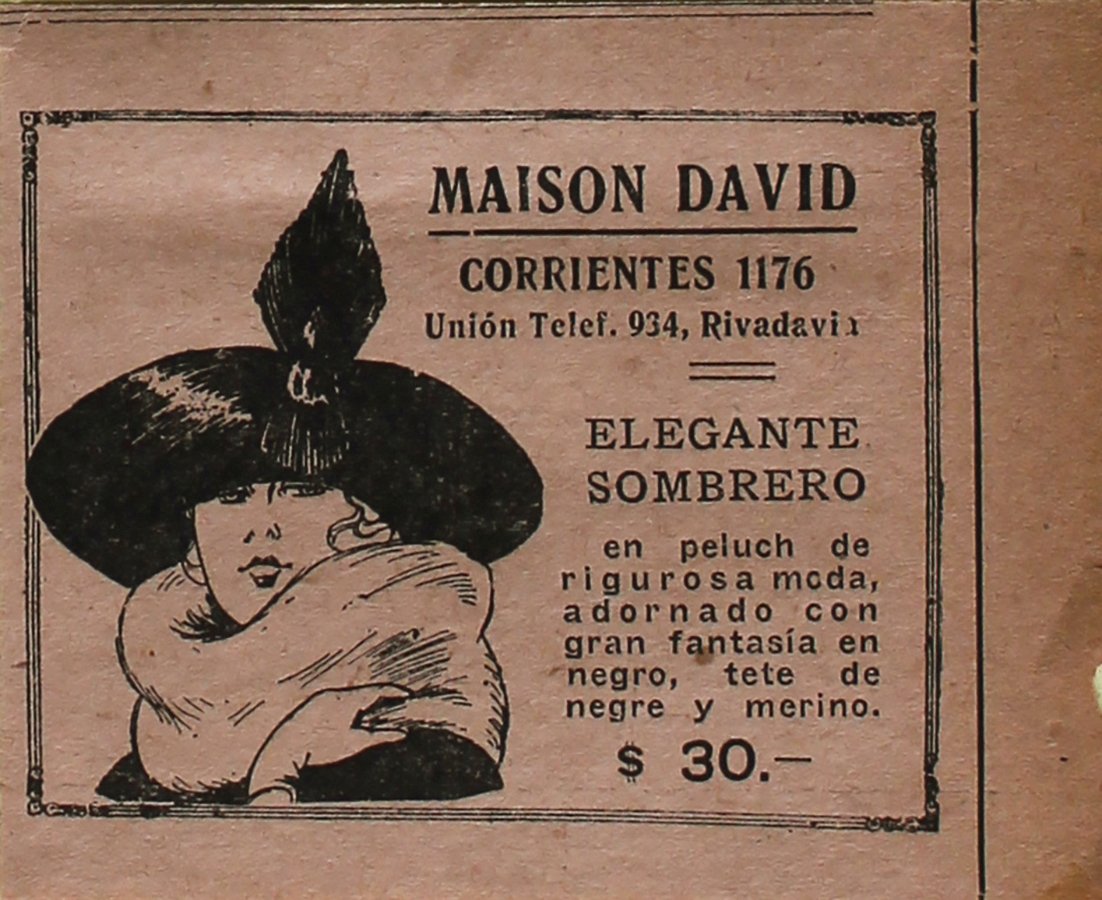 MAISON DAVID
CORRIENTES 1176
Unión Telef. 934, Rivadavia
ELEGANTE
SOMBRERO
en peluch de
rigurosa moda,
adornado con
gran fantasía en
negro, tete de
negre y merino.
$ 30.—